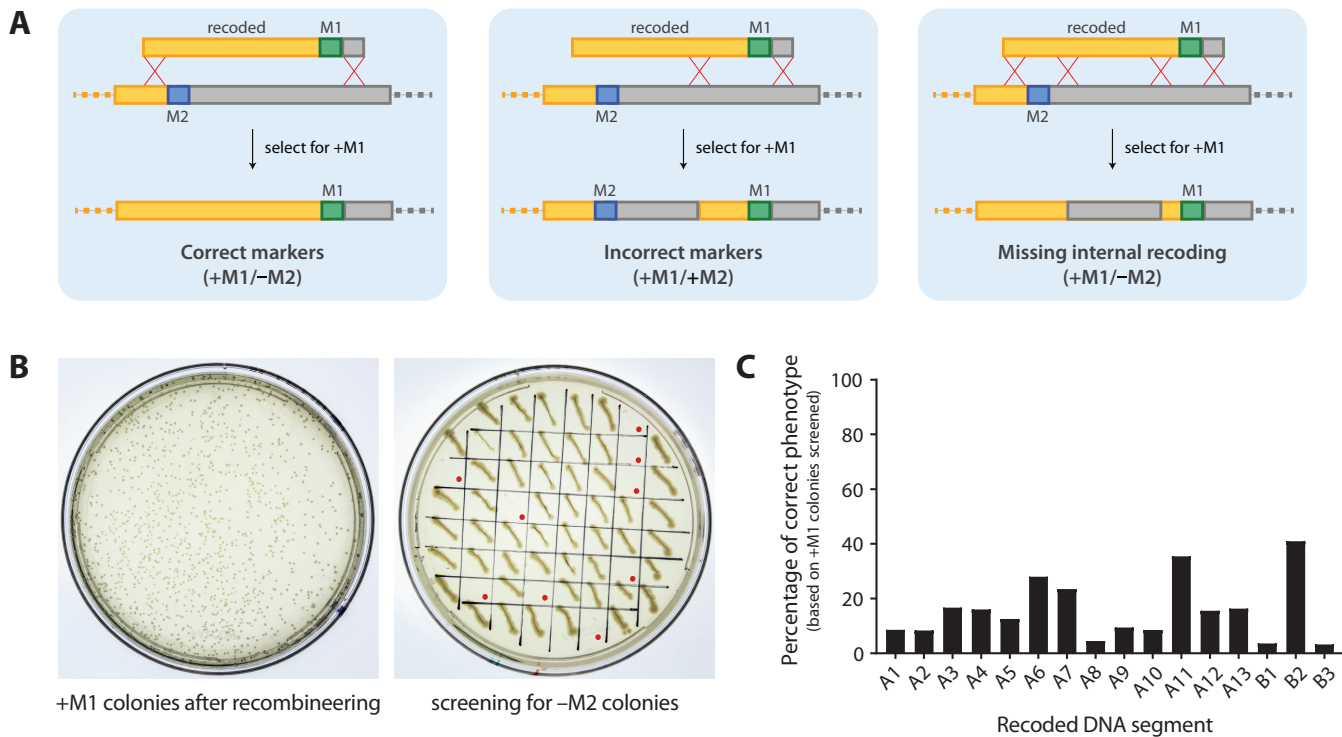 A
recoded
M1
M2
select for +M1
M1
Correct markers
(+M1/−M2)
recoded
M1
M2
select for +M1
M2
M1
Incorrect markers
(+M1/+M2)
recoded
M1
M2
select for +M1
M1
Missing internal recoding
(+M1/−M2)
B
+M1 colonies after recombineering
screening for −M2 colonies
C
Percentage of correct phenotype
(based on +M1 colonies screened)
100
80
60
40
20
0
A1
A2
A3
A4
A5
A6
A7
A8
A9
A10
A11
A12
A13
B1
B2
B3
Recoded DNA segment